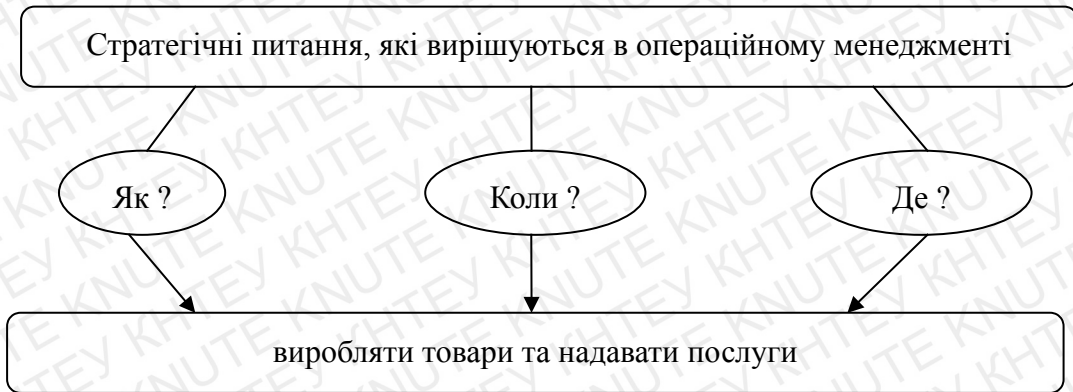 Стратегічні питання, які вирішуються в операційному менеджменті
Як ?
Коли ?
Де ?
виробляти товари та надавати послуги